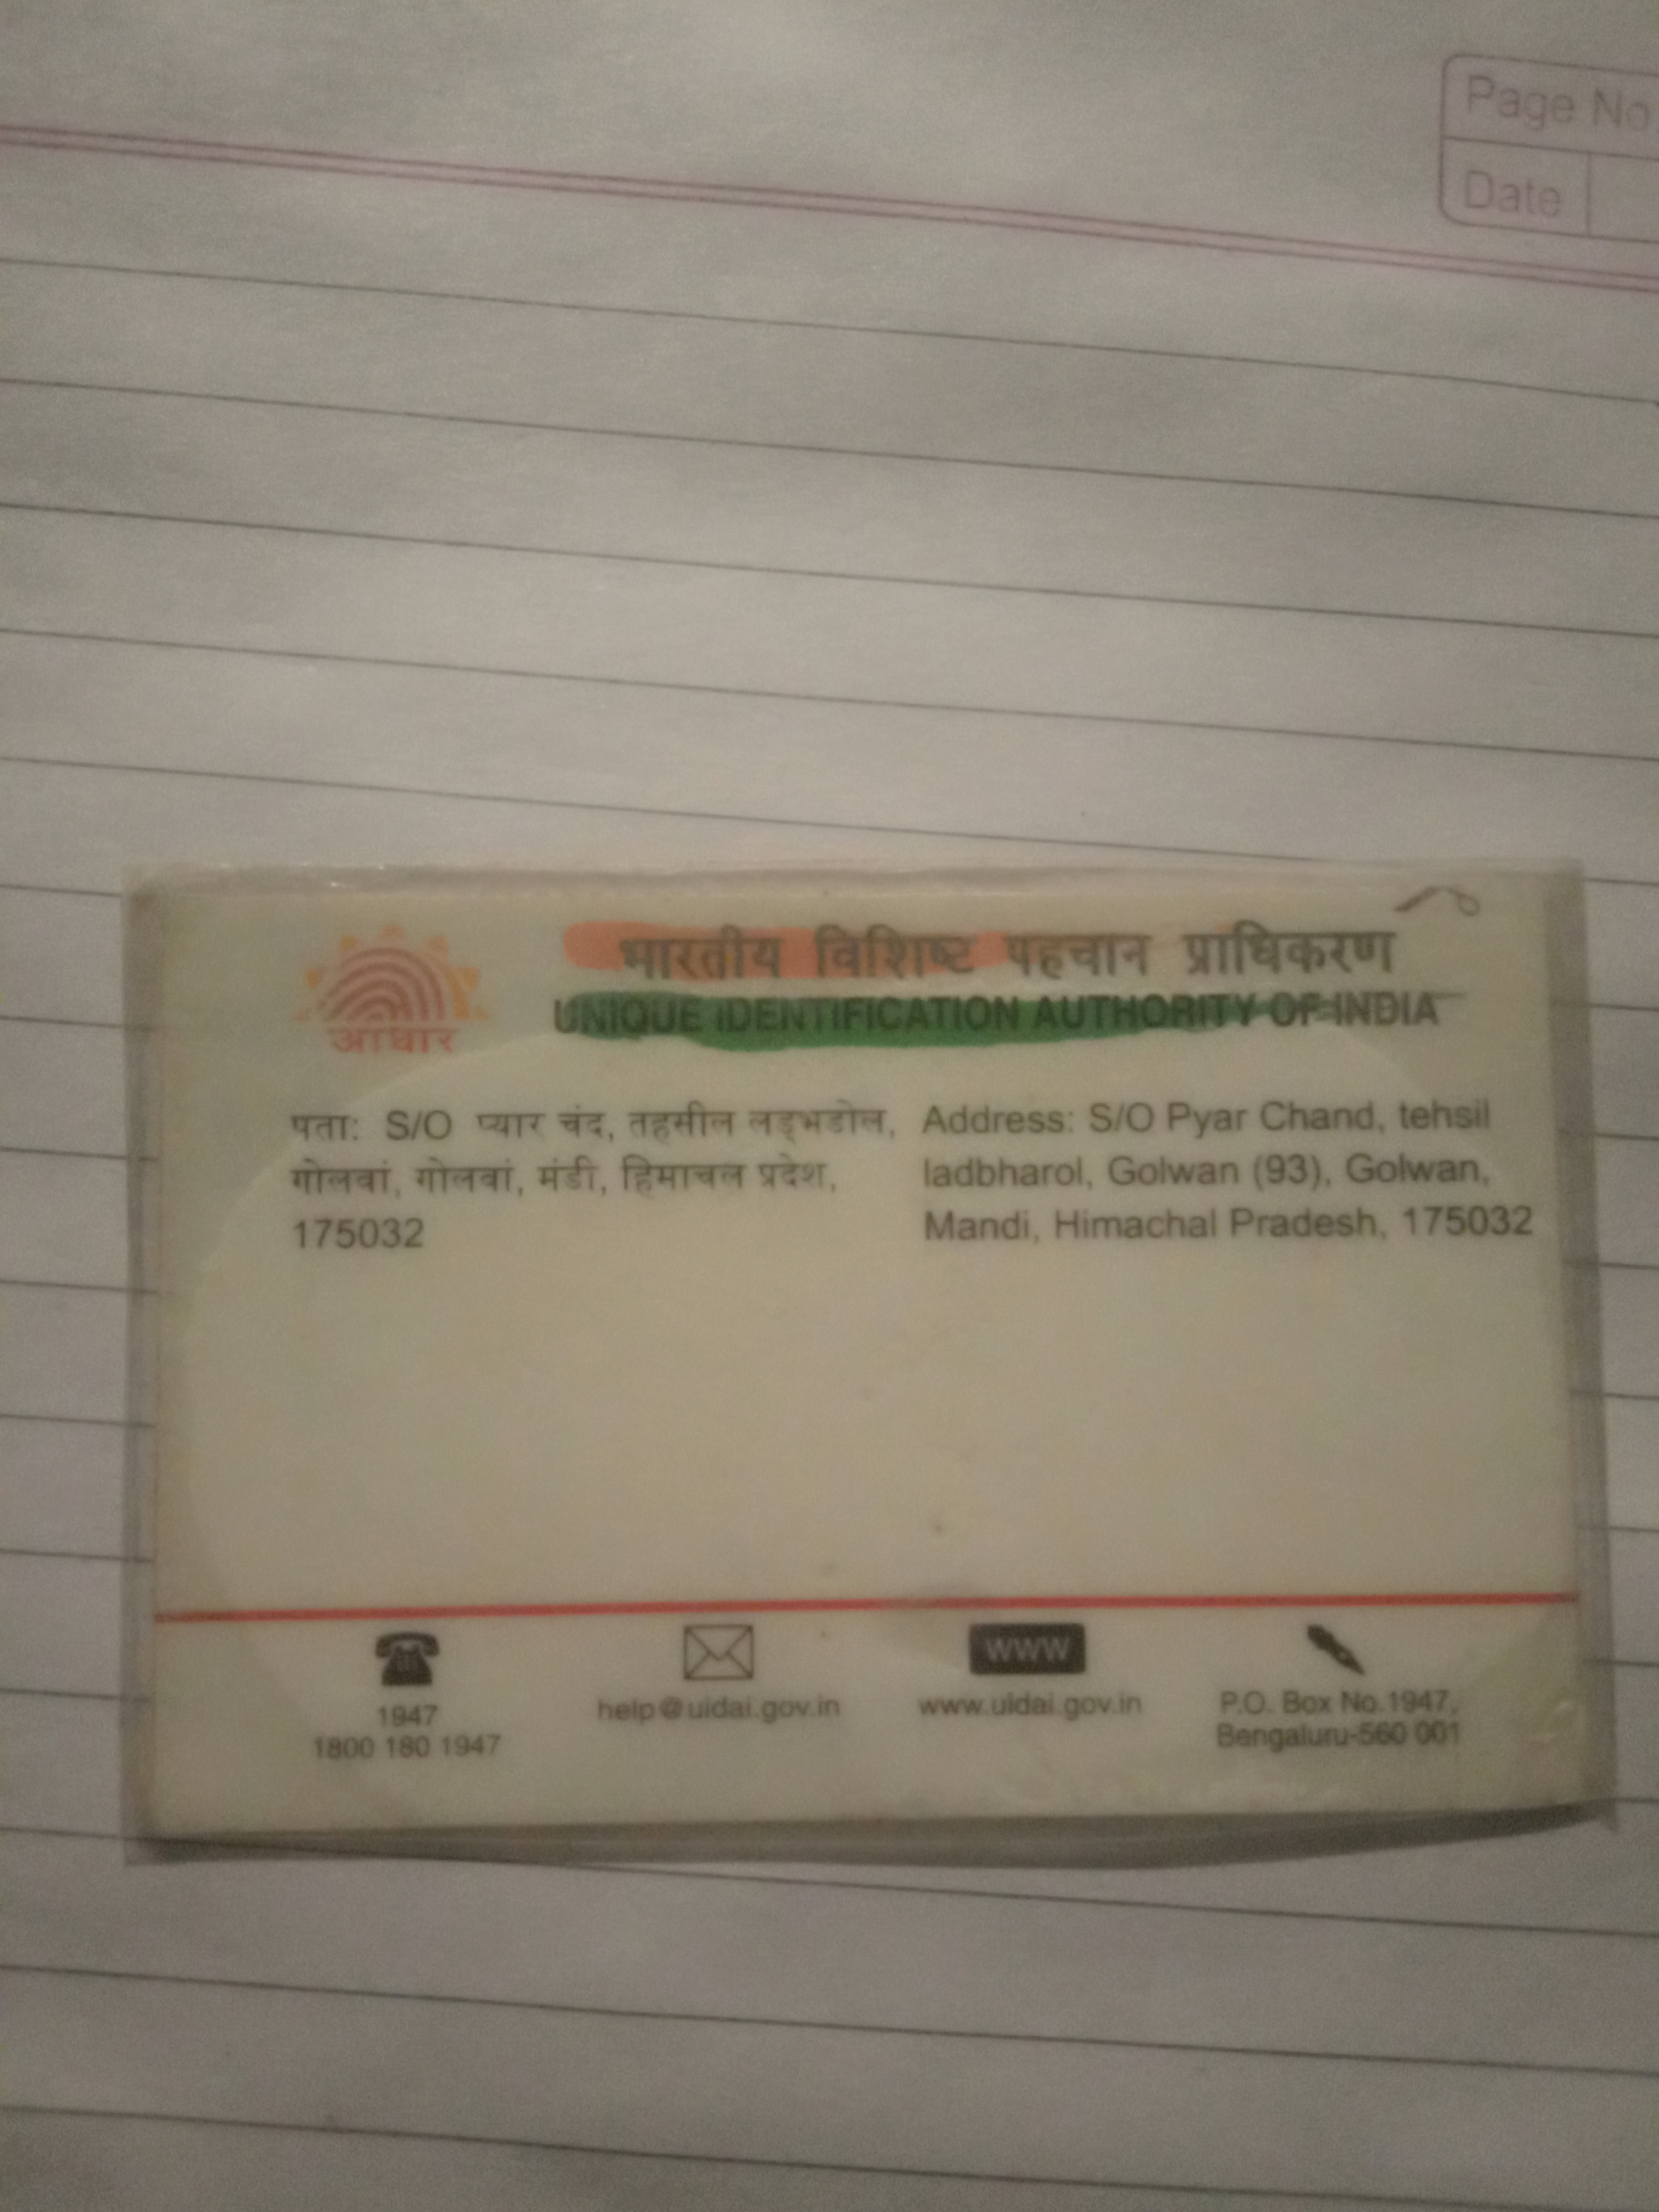 Page No
Date
भारतीय विशिष्ट पहचान प्राधिकरण
UNIQUE IDENTIFICATION AUTHORITY OF INDIA
आधार
पता: S/O प्यार चंद, तहसील लड्भडोल,
गोलवां, गोलवां, मंडी, हिमाचल प्रदेश,
175032
Address: S/O Pyar Chand, tehsil
ladbharol, Golwan (93), Golwan,
Mandi, Himachal Pradesh, 175032
1947
1800 180 1947
help@uidai.gov.in
www
www.uidai.gov.in
P.O. Box No.1947,
Bengaluru-560 001